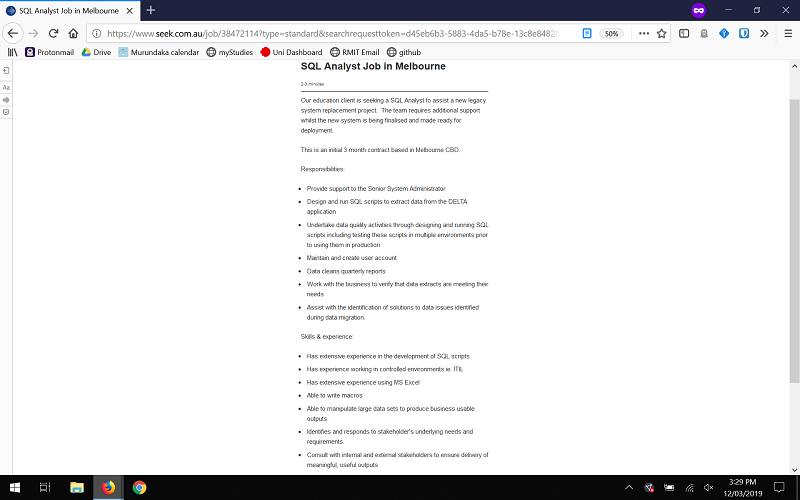 SQL Analyst Job in Melbourne
https://www.seek.com.au/job/38472114?type=standard&searchrequesttoken=d45eb6b3-5883-4da5-b78e-13c8e8482
50%
Protonmail Drive Murundaka calendar myStudies Uni Dashboard RMIT Email github
SQL Analyst Job in Melbourne
2-3 minutes
Our education client is seeking a SQL Analyst to assist a new legacy
system replacement project. The team requires additional support
whilst the new system is being finalised and made ready for
deployment.
This is an initial 3 month contract based in Melbourne CBD.
Responsibilities:
Provide support to the Senior System Administrator
Design and run SQL scripts to extract data from the DELTA
application
Undertake data quality activities through designing and running SQL
scripts including testing these scripts in multiple environments prior
to using them in production
Maintain and create user account
Data cleans quarterly reports
Work with the business to verify that data extracts are meeting their
needs
Assist with the identification of solutions to data issues identified
during data migration.
Skills & experience:
Has extensive experience in the development of SQL scripts
Has experience working in controlled environments ie. ITIL
Has extensive experience using MS Excel
Able to write macros
Able to manipulate large data sets to produce business usable
outputs.
Identifies and responds to stakeholder's underlying needs and
requirements.
Consult with internal and external stakeholders to ensure delivery of
meaningful, useful outputs
Aa
3:29 PM
12/03/2019